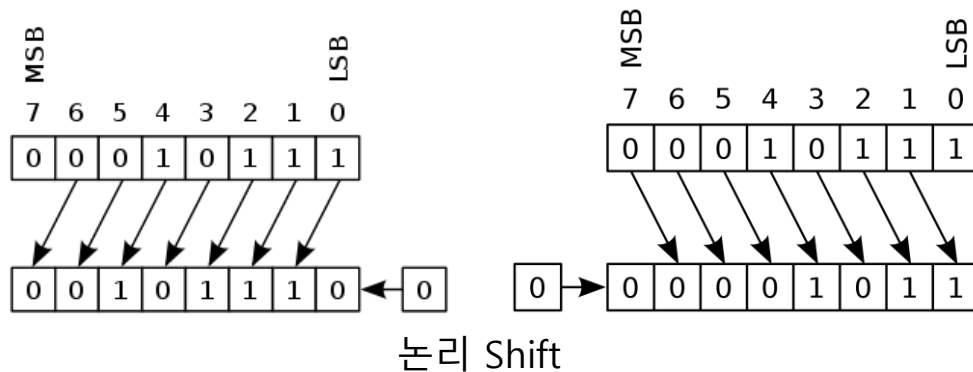 MSB LSB MSB LSB
7 6 5 4 3 2 1 0 7 6 5 4 3 2 1 0
0 0 0 1 0 1 1 1 0 0 0 1 0 1 1 1
0 0 1 0 1 1 1 0 0 0 0 0 0 0 1 0 1 1
논리 Shift